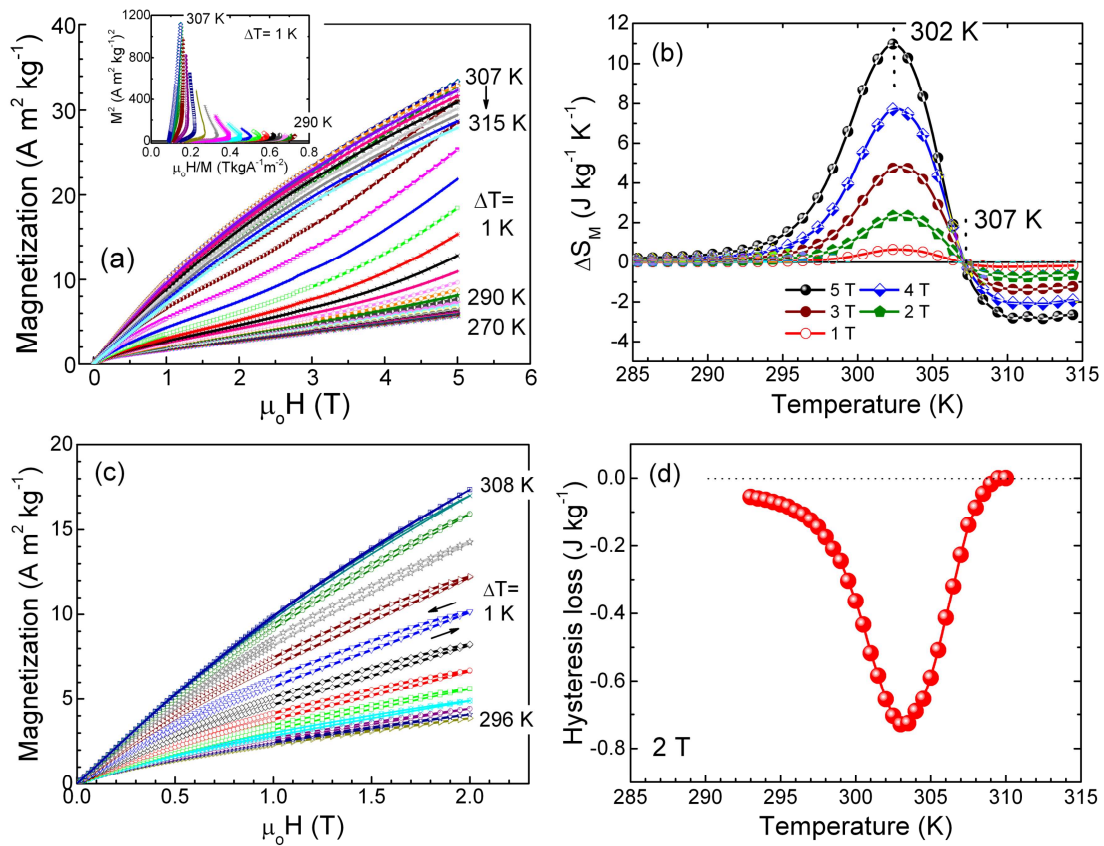 (a)
Magnetization (A m² kg⁻¹)
40
30
20
10
0
0 1 2 3 4 5 6
μₒH (T)
307 K
315 K
ΔT=
1 K
290 K
270 K
M² (A m² kg⁻¹)²
1200
800
400
0
0.0 0.2 0.4 0.6 0.8
μₒH/M (TkgA⁻¹m⁻²)
307 K
ΔT= 1 K
290 K
(b)
ΔS_M (J kg⁻¹ K⁻¹)
12
10
8
6
4
2
0
-2
-4
285 290 295 300 305 310 315
Temperature (K)
302 K
307 K
5 T 4 T
3 T 2 T
1 T
(c)
Magnetization (A m² kg⁻¹)
20
15
10
5
0
0.0 0.5 1.0 1.5 2.0
μₒH (T)
308 K
ΔT=
1 K
296 K
(d)
Hysteresis loss (J kg⁻¹)
0.0
-0.2
-0.4
-0.6
-0.8
285 290 295 300 305 310 315
Temperature (K)
2 T